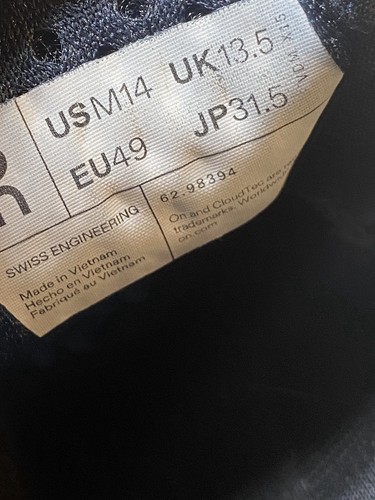 USM14 UK13.5
EU49 JP31.5
SWISS ENGINEERING
Made in Vietnam
Hecho en Vietnam
Fabriqué au Vietnam
62.98394
On and CloudTec are
trademarks.
on.com